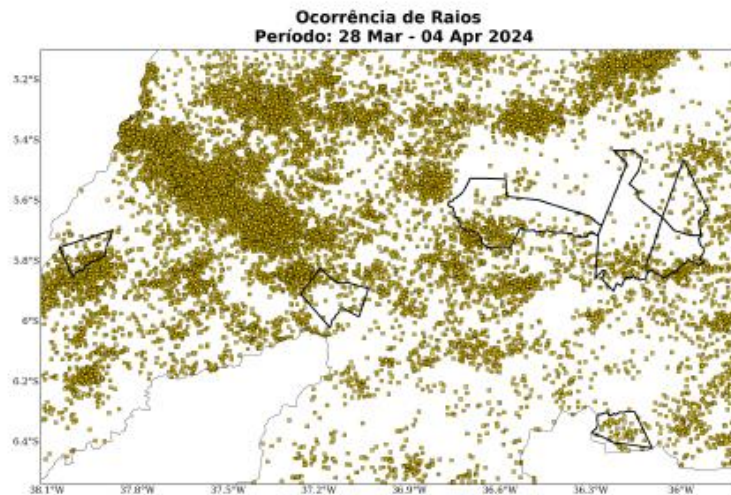 Ocorrência de Raios
Período: 28 Mar - 04 Apr 2024
5.2°S
5.4°S
5.6°S
5.8°S
6°S
6.2°S
6.4°S
38.1°W 37.8°W 37.5°W 37.2°W 36.9°W 36.6°W 36.3°W 36°W